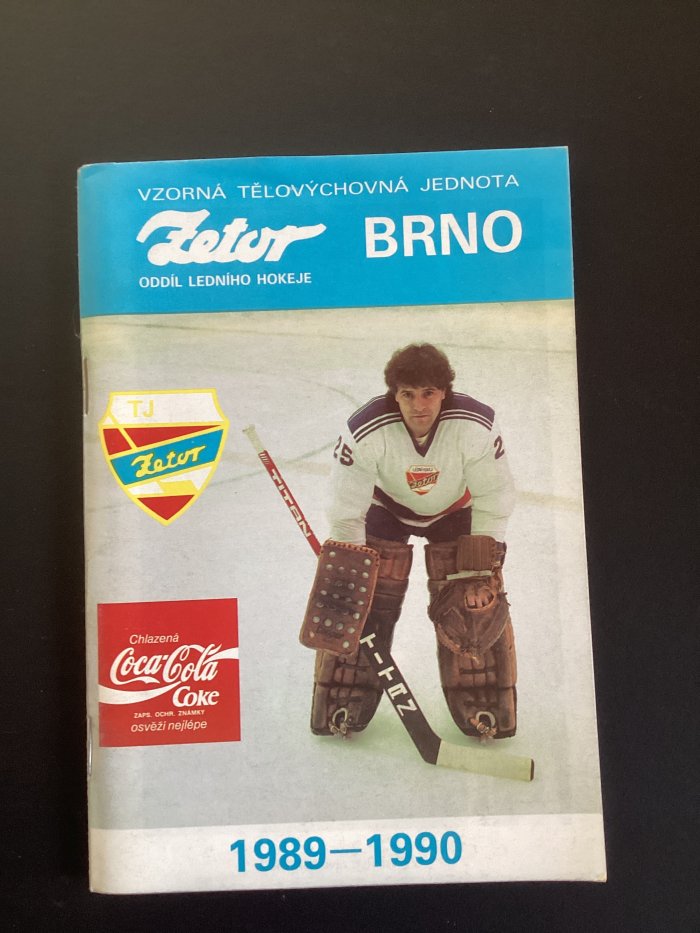 VZORNÁ TĚLOVÝCHOVNÁ JEDNOTA
Zetor BRNO
ODDÍL LEDNÍHO HOKEJE
TJ
Zetor
25
2
Zetor
TITAN
TITAN
Chlazená
Coca-Cola
Coke
ZAPS. OCHR. ZNÁMKY
osvěží nejlépe
1989—1990